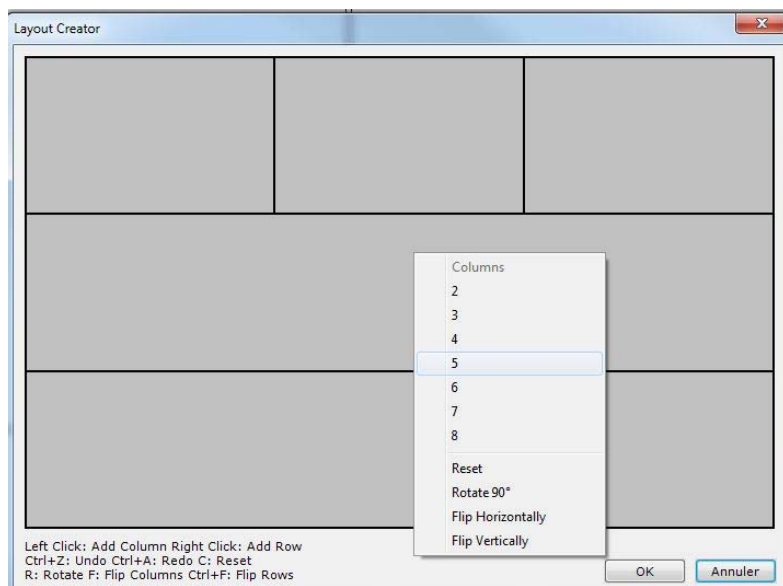 Layout Creator
Columns
2
3
4
5
6
7
8
Reset
Rotate 90°
Flip Horizontally
Flip Vertically
Left Click: Add Column Right Click: Add Row
Ctrl+Z: Undo Ctrl+A: Redo C: Reset
R: Rotate F: Flip Columns Ctrl+F: Flip Rows
OK
Annuler